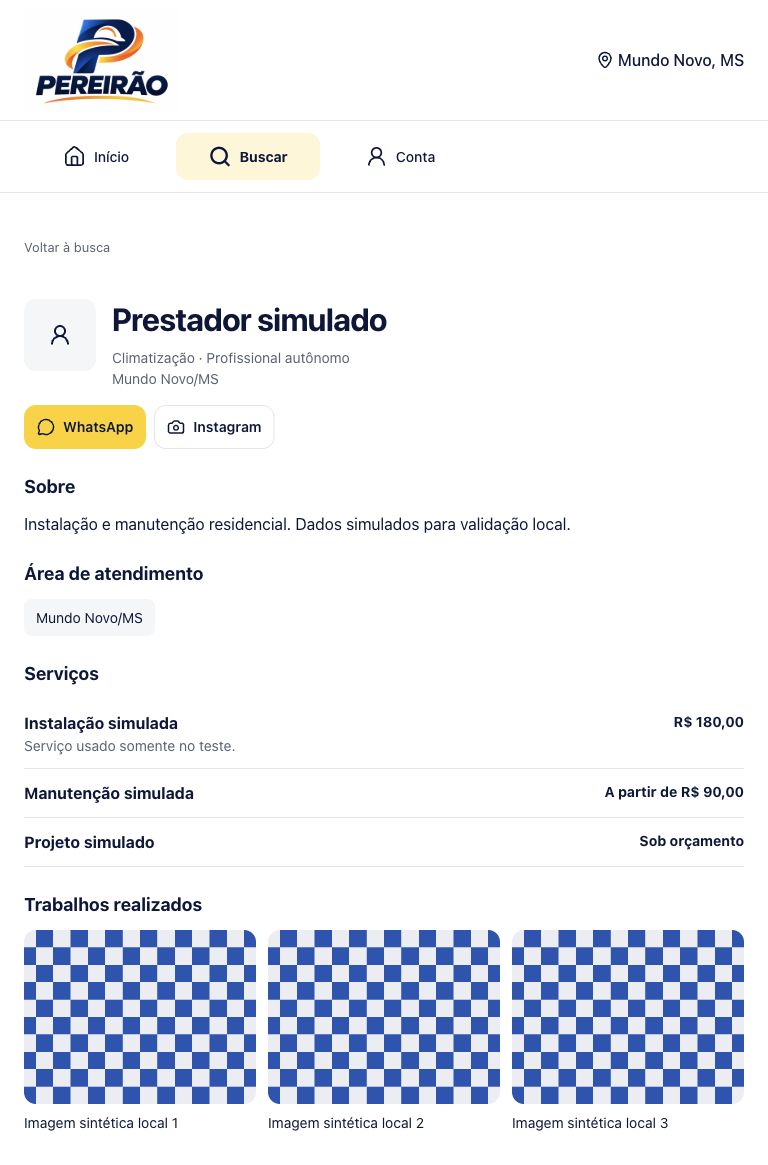 PEREIRÃO
Mundo Novo, MS
Início
Buscar
Conta
Voltar à busca
Prestador simulado
Climatização · Profissional autônomo
Mundo Novo/MS
WhatsApp
Instagram
Sobre
Instalação e manutenção residencial. Dados simulados para validação local.
Área de atendimento
Mundo Novo/MS
Serviços
Instalação simulada
R$ 180,00
Serviço usado somente no teste.
Manutenção simulada
A partir de R$ 90,00
Projeto simulado
Sob orçamento
Trabalhos realizados
Imagem sintética local 1
Imagem sintética local 2
Imagem sintética local 3